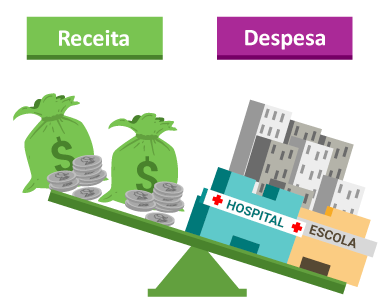 Receita
Despesa
$
$
HOSPITAL
ESCOLA